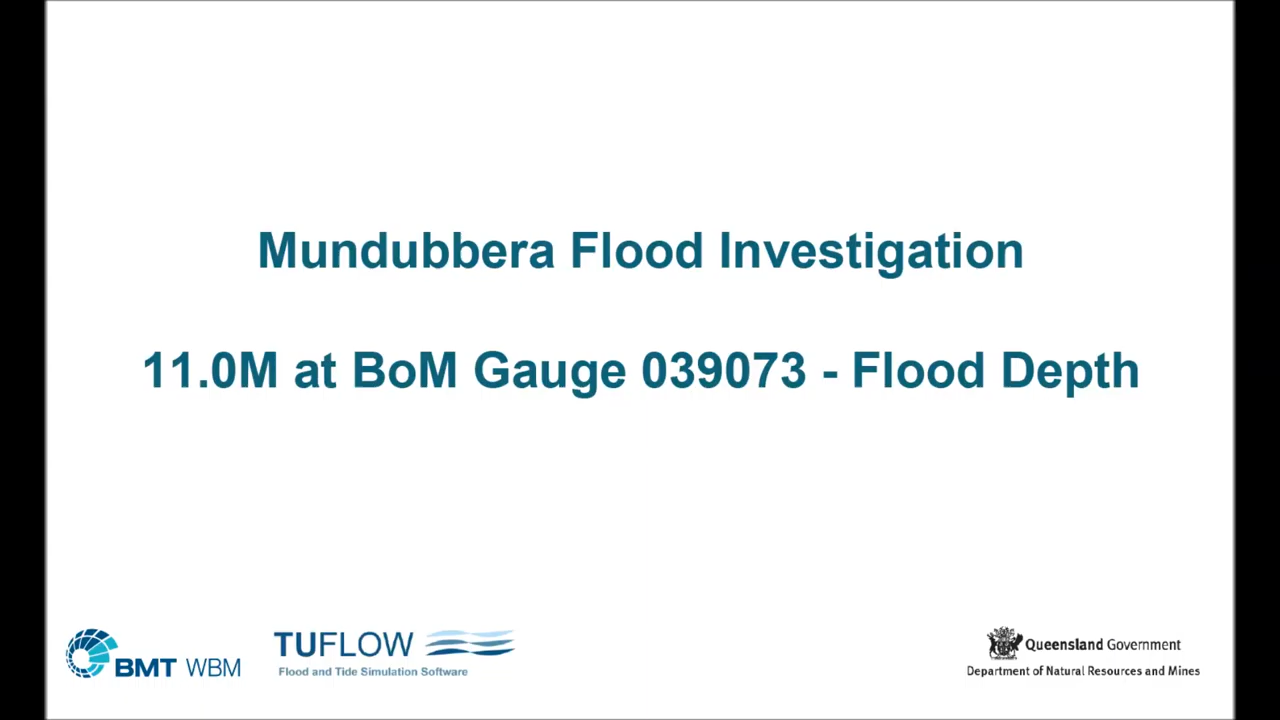 Mundubbera Flood Investigation
11.0M at BoM Gauge 039073 - Flood Depth
BMT WBM
TUFLOW
Flood and Tide Simulation Software
Queensland Government
Department of Natural Resources and Mines